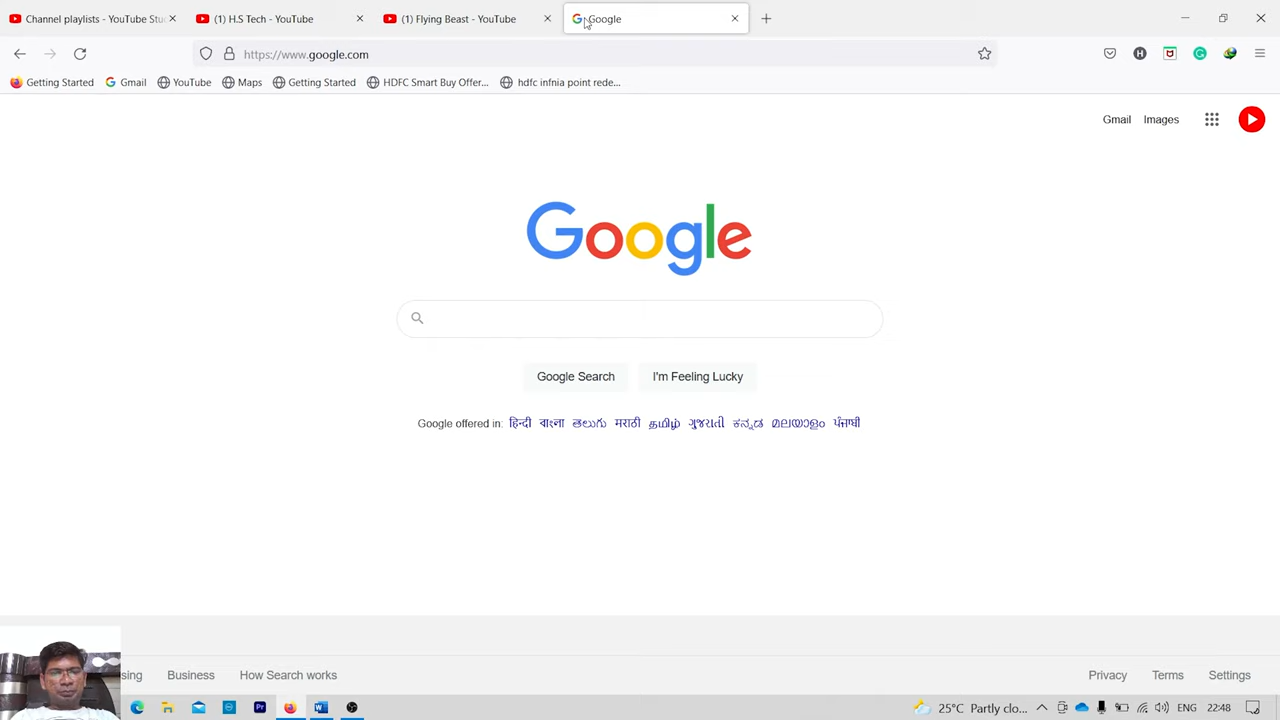 Channel playlists - YouTube Stu
(1) H.S Tech - YouTube
(1) Flying Beast - YouTube
Google
https://www.google.com
Getting Started
Gmail
YouTube
Maps
Getting Started
HDFC Smart Buy Offer...
hdfc infnia point rede...
Gmail
Images
Google
Google Search
I'm Feeling Lucky
Google offered in: हिन्दी বাংলা తెలుగు मराठी தமிழ் ગુજરાતી ಕನ್ನಡ മലയാളം ਪੰਜਾਬੀ
sing
Business
How Search works
Privacy
Terms
Settings
25°C Partly clo...
ENG
22:48